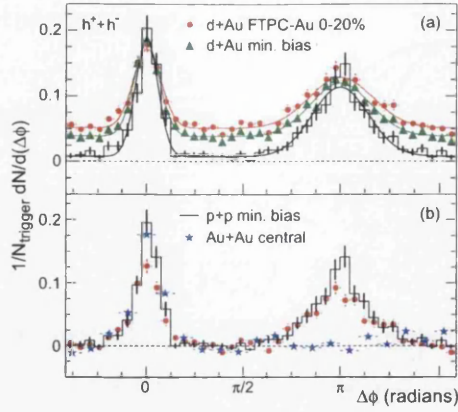 h⁺+h⁻
(a)
d+Au FTPC-Au 0-20%
d+Au min. bias
0.2
0.1
0
1/N_trigger dN/d(Δϕ)
(b)
p+p min. bias
Au+Au central
0.2
0.1
0
0 π/2 π
Δϕ (radians)